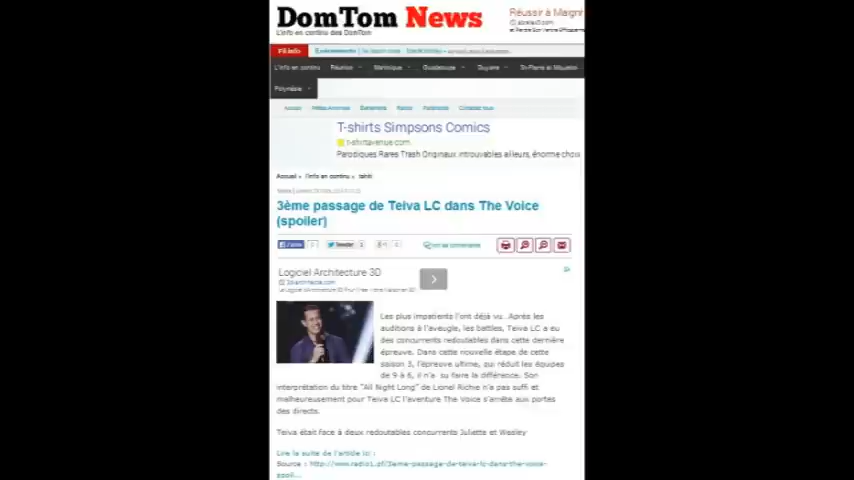 DomTom News
L'info en continu des DomTom
Réussir à Maigrir
Evènements
L'info en continu Réunion Martinique Guadeloupe Guyane St-Pierre et Miquelon
Polynésie
Accueil
T-shirts Simpsons Comics
t-shirtavenue.com
Parodiques Rares Trash Originaux introuvables ailleurs, énorme choix
Accueil L'info en continu tahiti
3ème passage de Teiva LC dans The Voice
(spoiler)
J'aime Tweeter
Logiciel Architecture 3D
Les plus impatients l'ont déjà vu. Après les
auditions à l'aveugle, les battles, Teiva LC a eu
des concurrents redoutables dans cette dernière
épreuve. Dans cette nouvelle étape de cette
saison 3, l'épreuve ultime, qui réduit les équipes
de 9 à 6, il n'a su faire la différence. Son
interprétation du titre "All Night Long" de Lionel Richie n'a pas suffi et
malheureusement pour Teiva LC l'aventure The Voice s'arrête aux portes
des directs.
Teiva était face à deux redoutables concurrents Juliette et Wesley
Lire la suite de l'article ici :
Source : http://www.radio1.pf/3eme-passage-de-teiva-lc-dans-the-voice-
spoil...